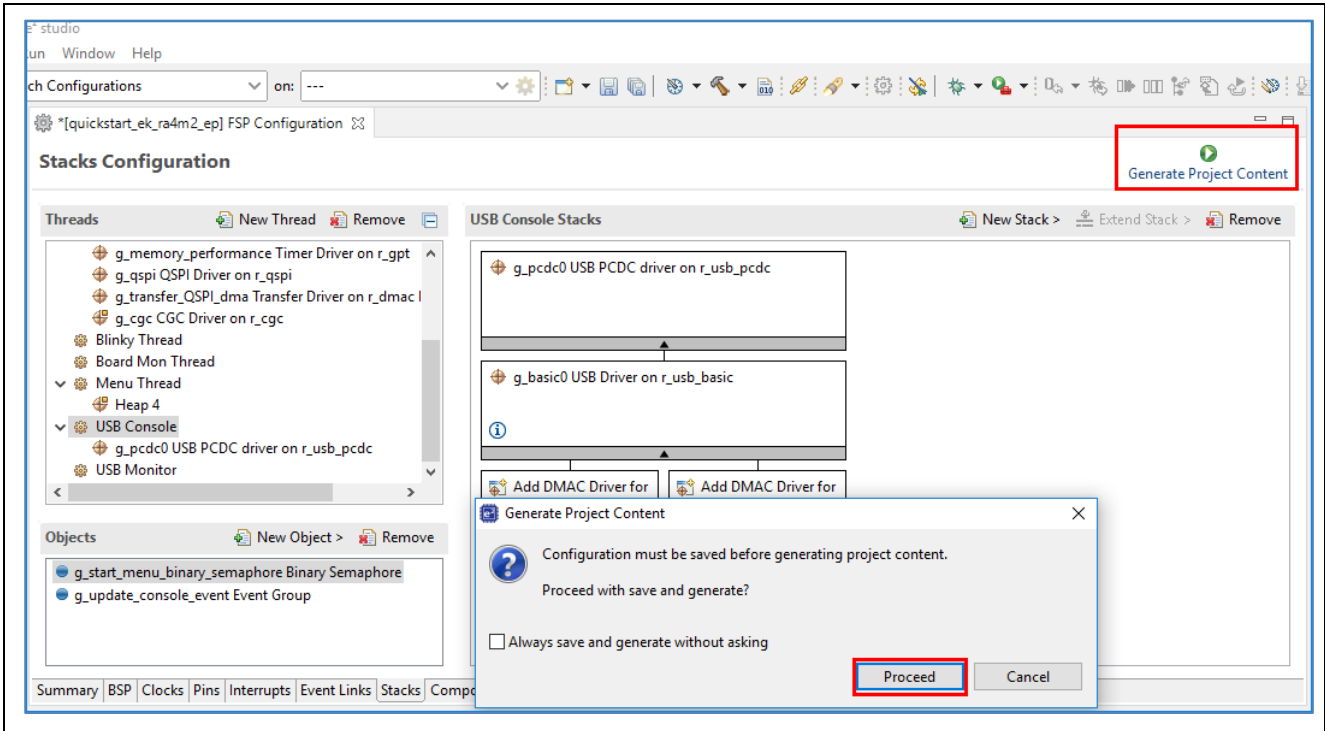 e² studio
un Window Help
ch Configurations on: ---
*[quickstart_ek_ra4m2_ep] FSP Configuration
Stacks Configuration
Generate Project Content
Threads New Thread Remove
USB Console Stacks New Stack > Extend Stack > Remove
g_memory_performance Timer Driver on r_gpt
g_qspi QSPI Driver on r_qspi
g_transfer_QSPI_dma Transfer Driver on r_dmac I
g_cgc CGC Driver on r_cgc
Blinky Thread
Board Mon Thread
Menu Thread
Heap 4
USB Console
g_pcdc0 USB PCDC driver on r_usb_pcdc
USB Monitor
g_pcdc0 USB PCDC driver on r_usb_pcdc
g_basic0 USB Driver on r_usb_basic
Add DMAC Driver for Add DMAC Driver for
Objects New Object > Remove
g_start_menu_binary_semaphore Binary Semaphore
g_update_console_event Event Group
Generate Project Content
Configuration must be saved before generating project content.
Proceed with save and generate?
Always save and generate without asking
Proceed Cancel
Summary BSP Clocks Pins Interrupts Event Links Stacks Compo